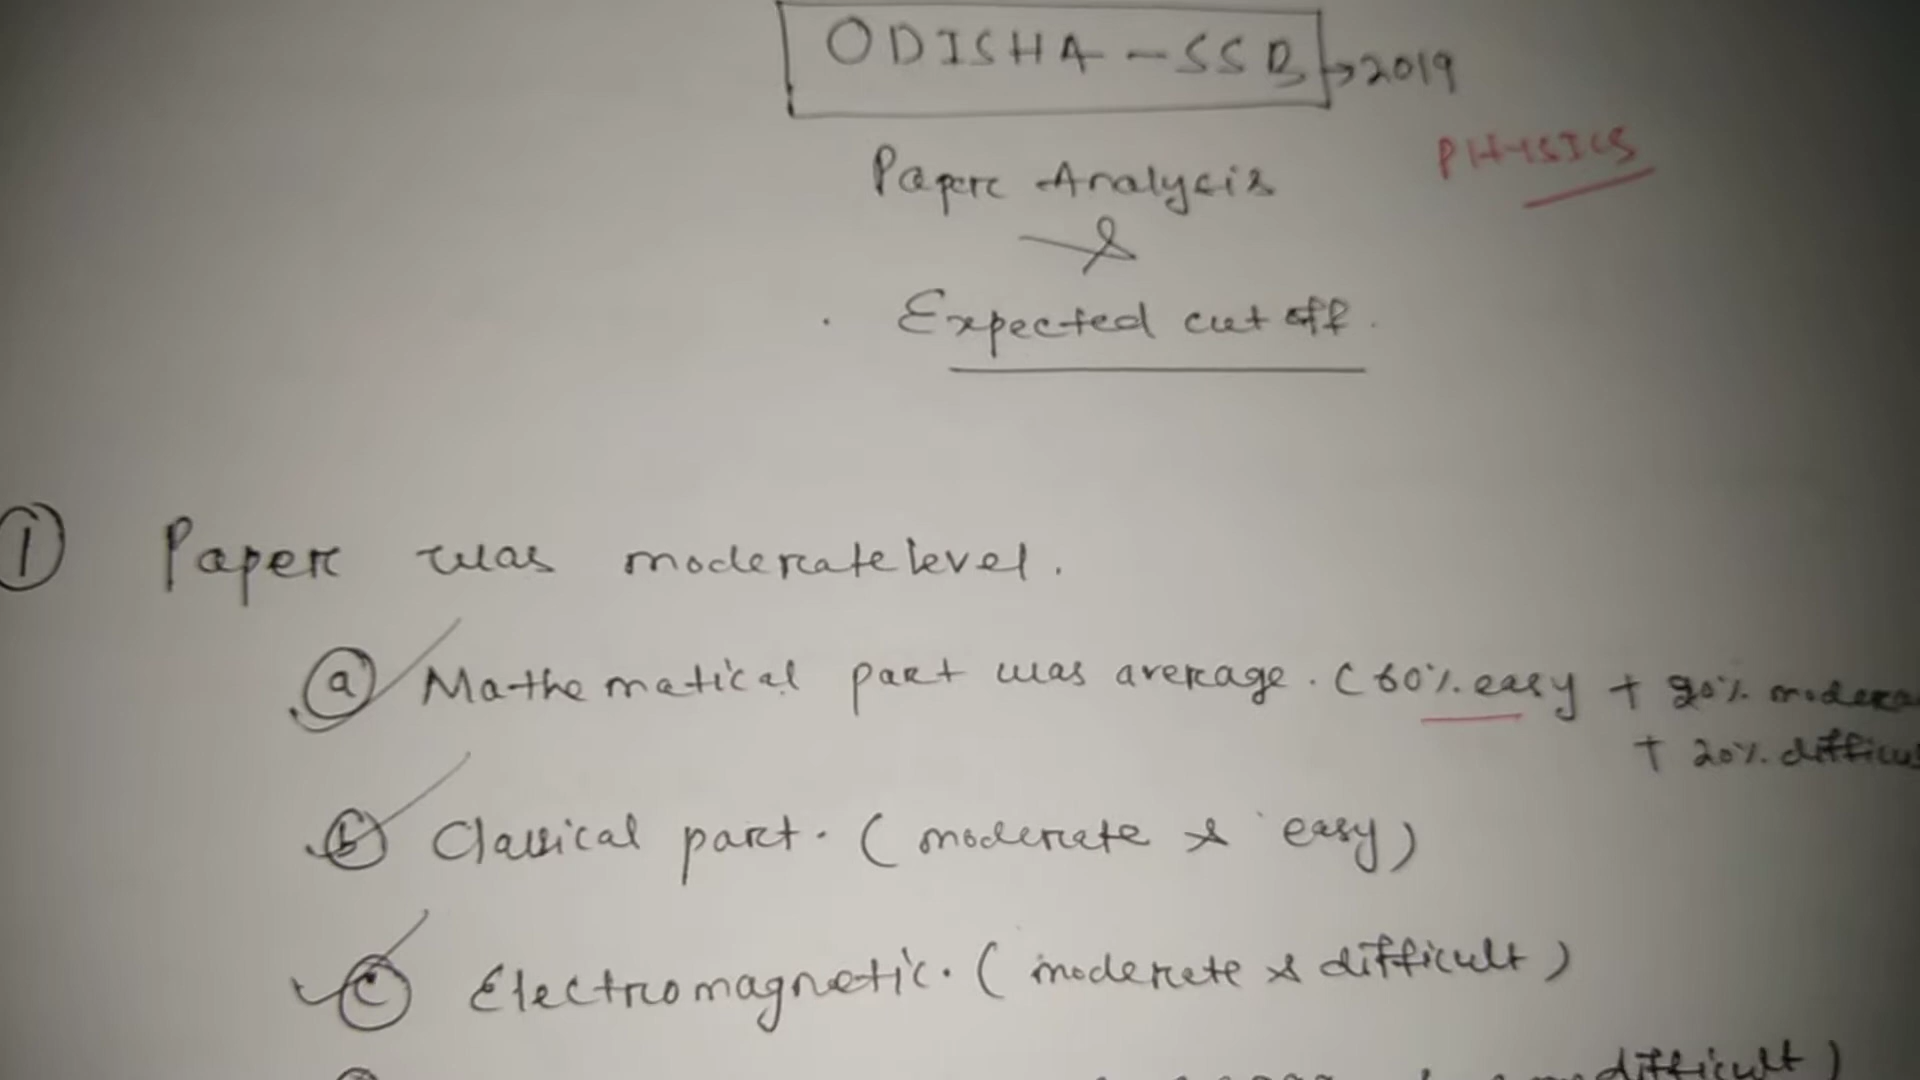 ODISHA-SSB → 2019
PHYSICS
Paper Analysis
&
Expected cut off.
① Paper was moderate level.
ⓐ Mathematical part was average. (60% easy + 20% modera
+ 20% difficul
ⓑ Classical part. (moderate & easy)
ⓒ Electromagnetic. (moderate & difficult)
difficult)